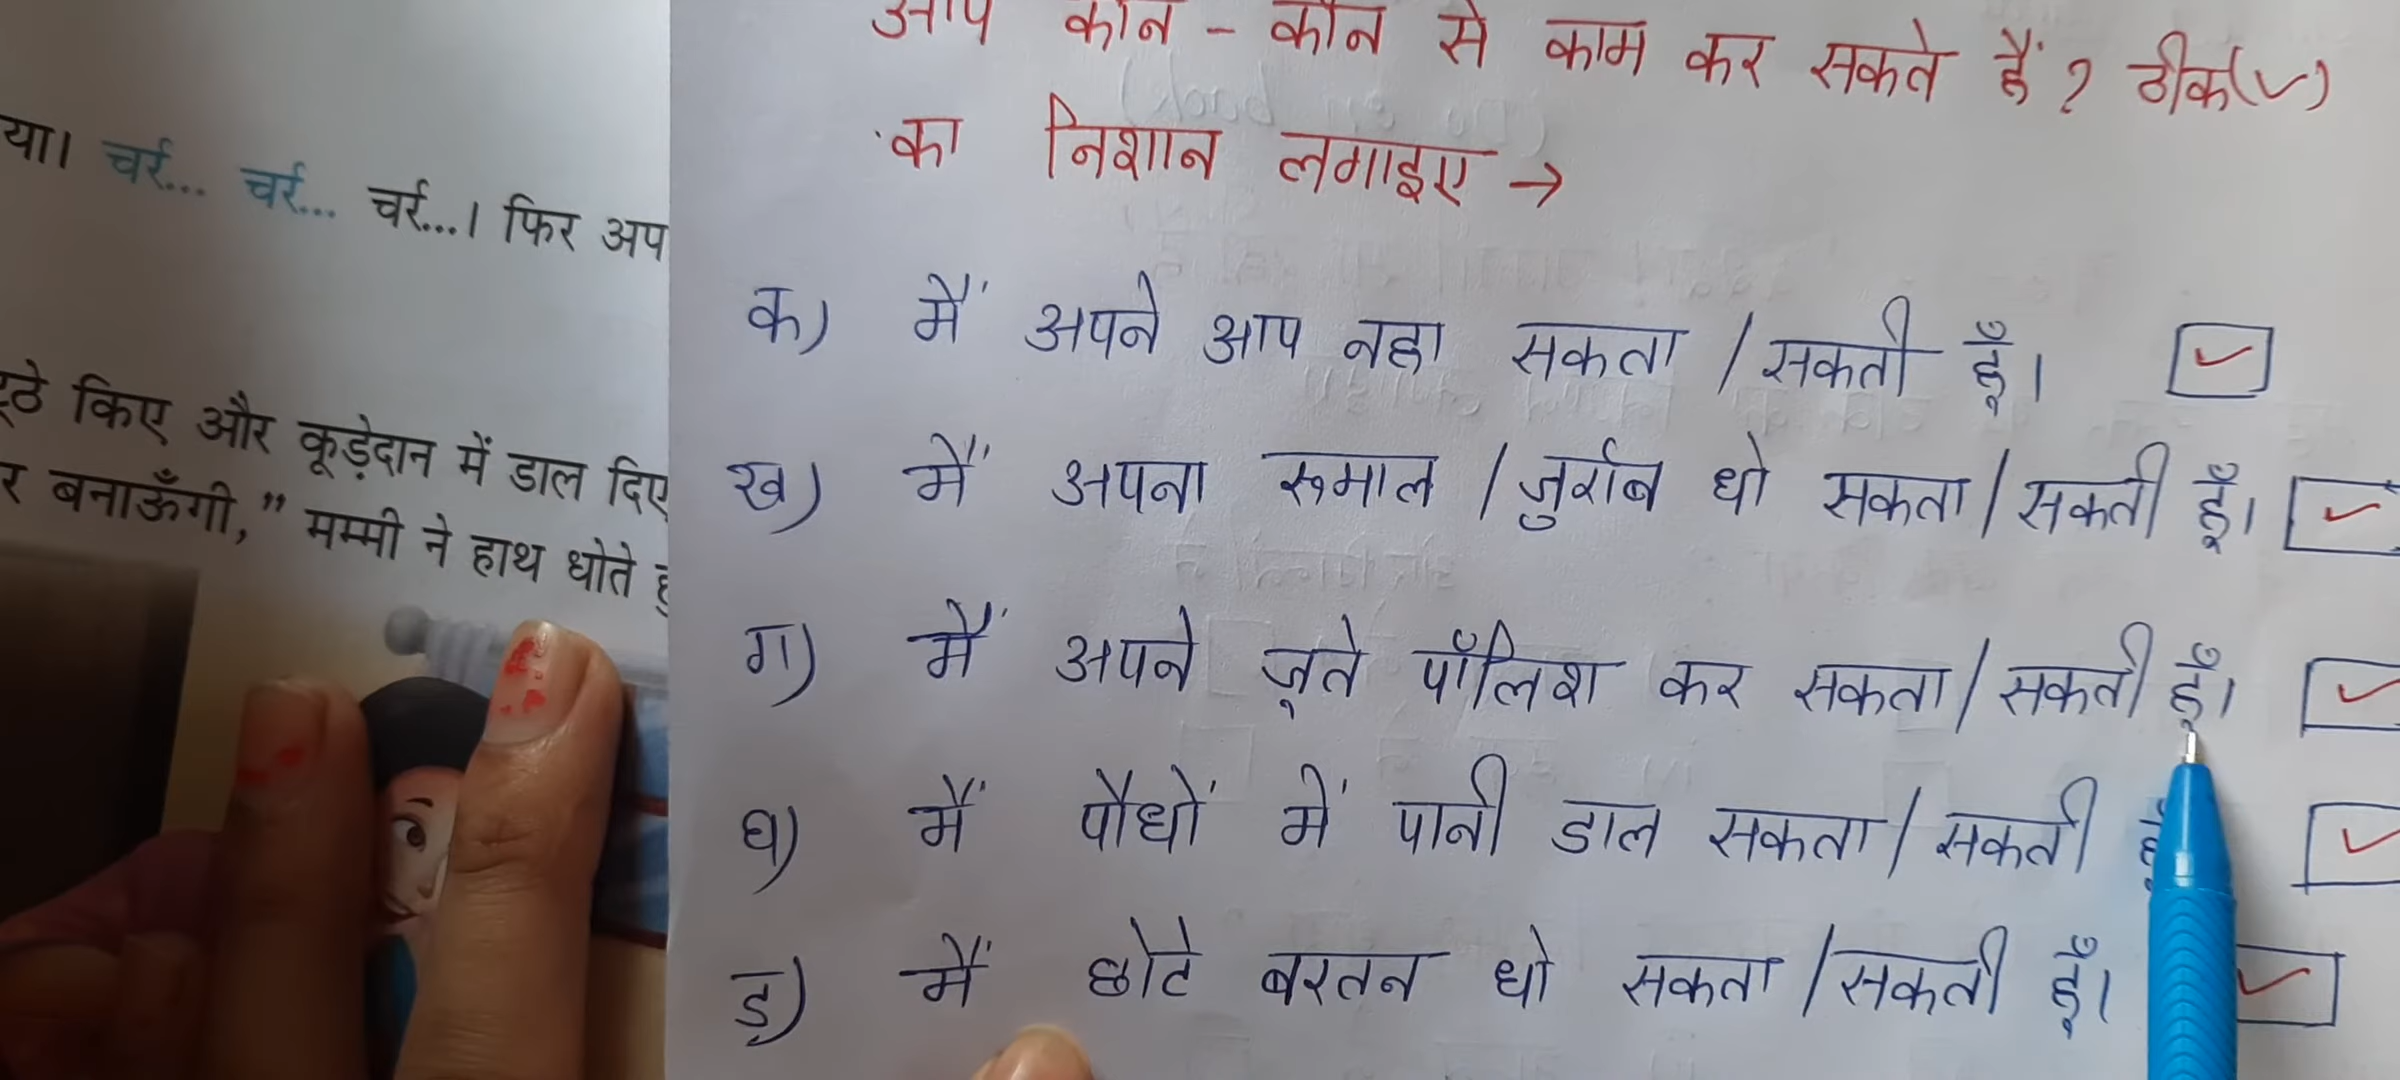 या। चर्र... चर्र... चर्र...। फिर अप
किए और कूड़ेदान में डाल दिए
र बनाऊँगी,” मम्मी ने हाथ धोते हु
आप कौन - कौन से काम कर सकते हैं? ठीक(✓)
का निशान लगाइए →
क) मैं अपने आप नहा सकता / सकती हूँ। ✓
ख) मैं अपना रूमाल / जुर्राब धो सकता / सकती हूँ। ✓
ग) मैं अपने जूते पॉलिश कर सकता / सकती हूँ। ✓
घ) मैं पौधों में पानी डाल सकता / सकती ✓
ड़) मैं छोटे बरतन धो सकता / सकती हूँ। ✓